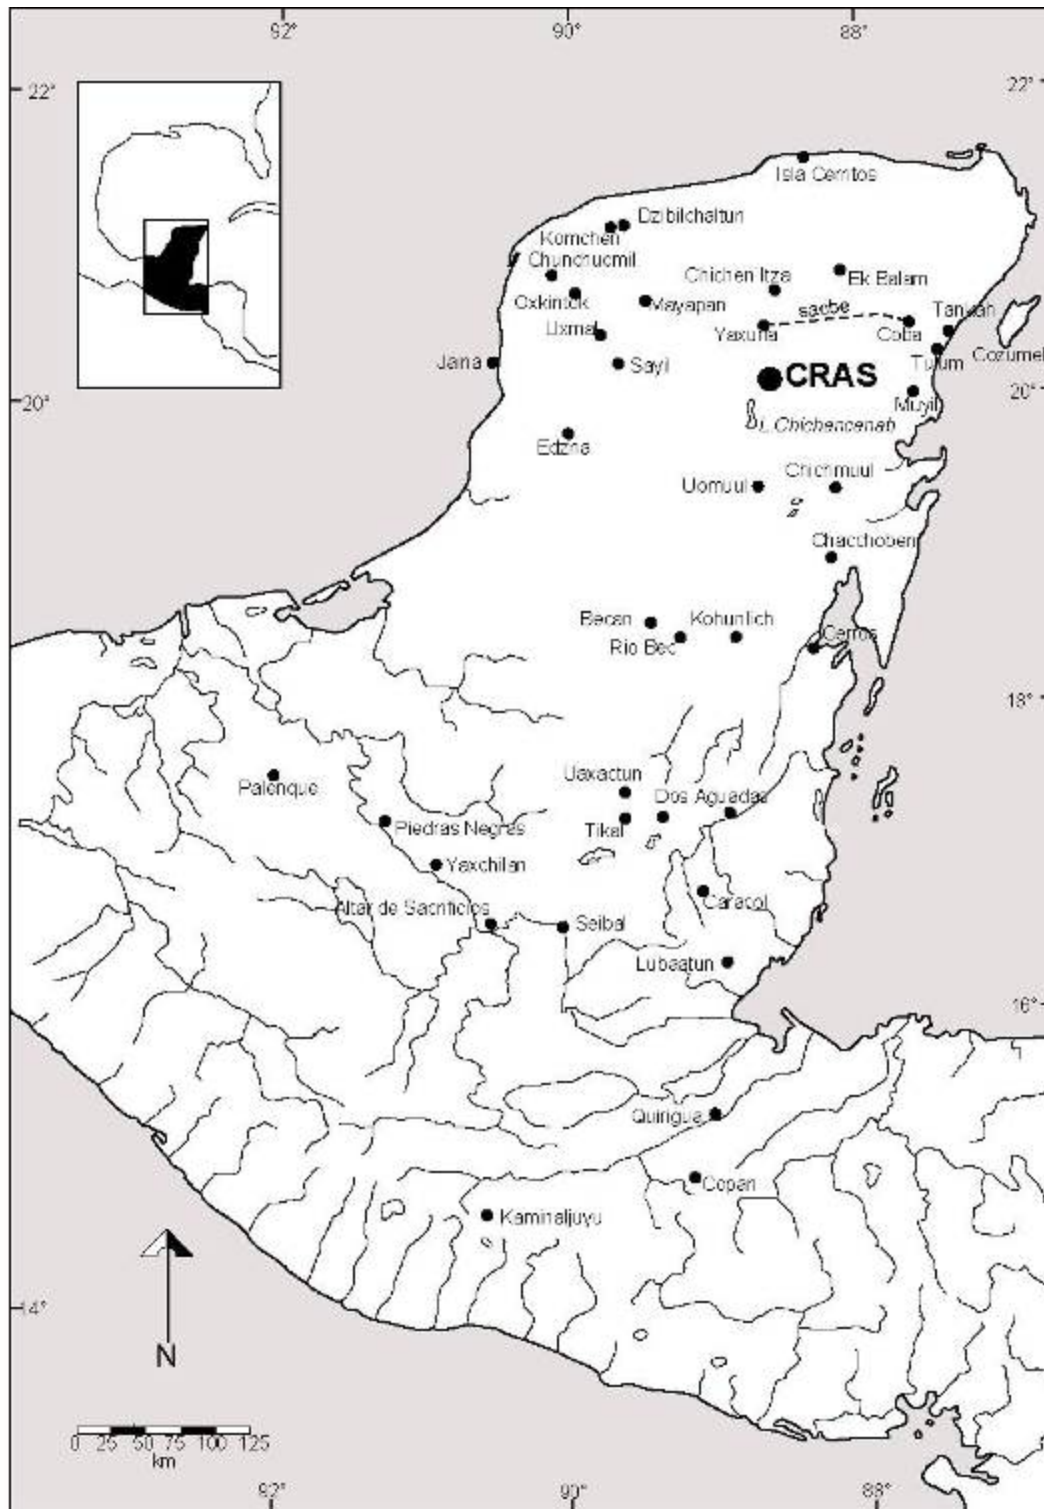 92°
90°
88°
22°
22°
Isla Cerritos
Dzibilchaltun
Komchen
Chunchucmil
Chichen Itza
Ek Balam
Oxkintok
Mayapan
sacbe
Tankah
Uxmal
Yaxuna
Coba
Cozumel
Jaina
Sayil
Tulum
CRAS
20°
20°
Muyil
L. Chichancanab
Edzna
Chichmuul
Uomuul
Chacchoben
Becan
Kohunlich
Rio Bec
Cerros
18°
Uaxactun
Palenque
Dos Aguadas
Piedras Negras
Tikal
Yaxchilan
Caracol
Altar de Sacrificios
Seibal
Lubaatun
16°
Quirigua
Copan
Kaminaljuyu
14°
N
0 25 50 75 100 125
km
92°
90°
88°